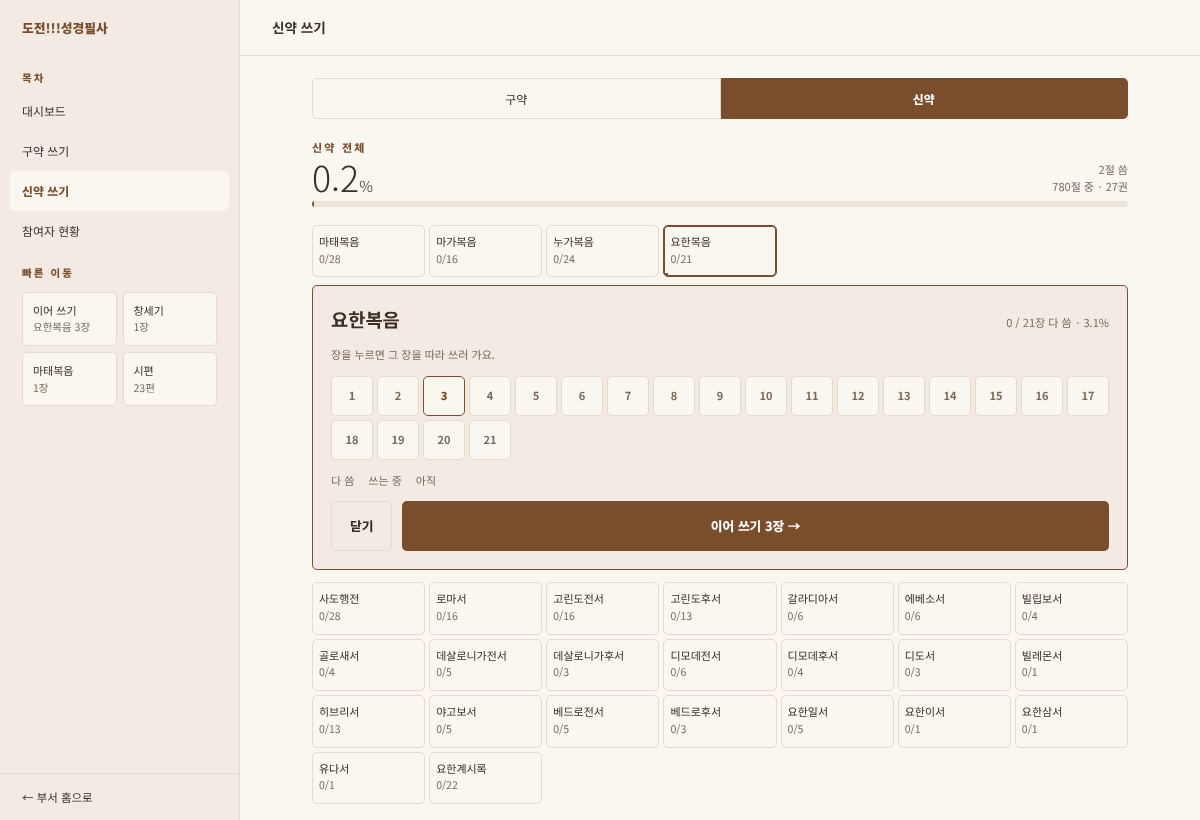 도전!!!성경필사
목차
대시보드
구약 쓰기
신약 쓰기
참여자 현황
빠른 이동
이어 쓰기
요한복음 3장
창세기
1장
마태복음
1장
시편
23편
← 부서 홈으로
신약 쓰기
구약
신약
신약 전체
0.2%
2절 씀
780절 중 · 27권
마태복음
0/28
마가복음
0/16
누가복음
0/24
요한복음
0/21
요한복음
0 / 21장 다 씀 · 3.1%
장을 누르면 그 장을 따라 쓰러 가요.
1 2 3 4 5 6 7 8 9 10 11 12 13 14 15 16 17
18 19 20 21
다 씀 쓰는 중 아직
닫기
이어 쓰기 3장 →
사도행전
0/28
로마서
0/16
고린도전서
0/16
고린도후서
0/13
갈라디아서
0/6
에베소서
0/6
빌립보서
0/4
골로새서
0/4
데살로니가전서
0/5
데살로니가후서
0/3
디모데전서
0/6
디모데후서
0/4
디도서
0/3
빌레몬서
0/1
히브리서
0/13
야고보서
0/5
베드로전서
0/5
베드로후서
0/3
요한일서
0/5
요한이서
0/1
요한삼서
0/1
유다서
0/1
요한계시록
0/22